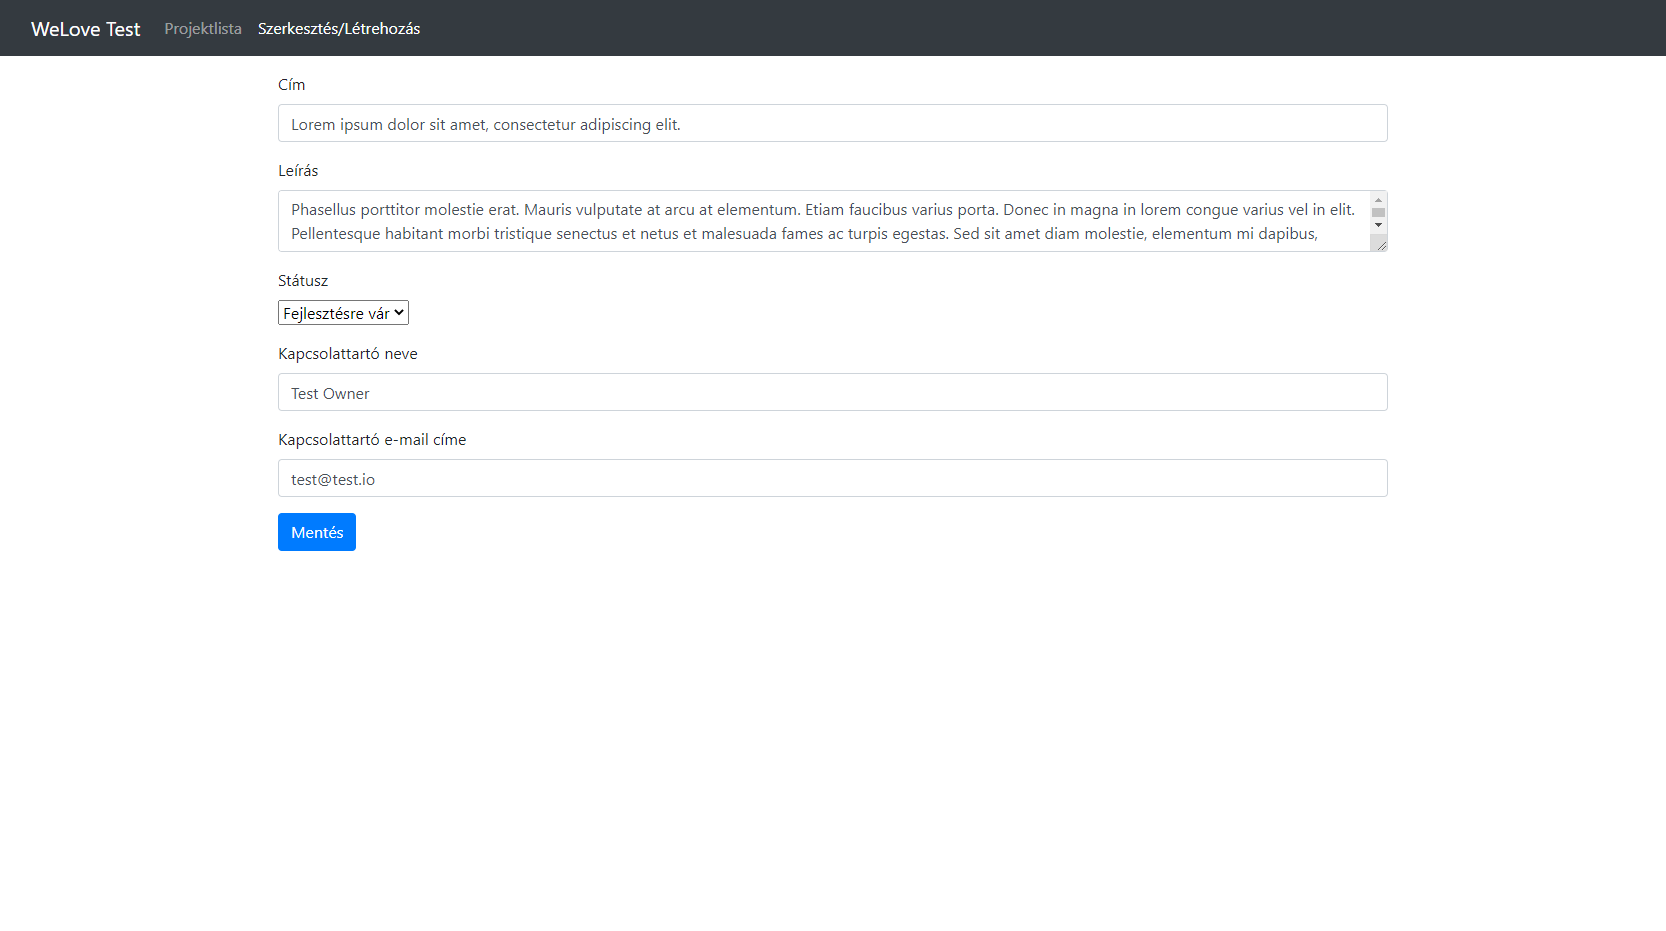 WeLove Test Projektlista Szerkesztés/Létrehozás
Cím
Lorem ipsum dolor sit amet, consectetur adipiscing elit.
Leírás
Phasellus porttitor molestie erat. Mauris vulputate at arcu at elementum. Etiam faucibus varius porta. Donec in magna in lorem congue varius vel in elit.
Pellentesque habitant morbi tristique senectus et netus et malesuada fames ac turpis egestas. Sed sit amet diam molestie, elementum mi dapibus,
Státusz
Fejlesztésre vár
Kapcsolattartó neve
Test Owner
Kapcsolattartó e-mail címe
test@test.io
Mentés